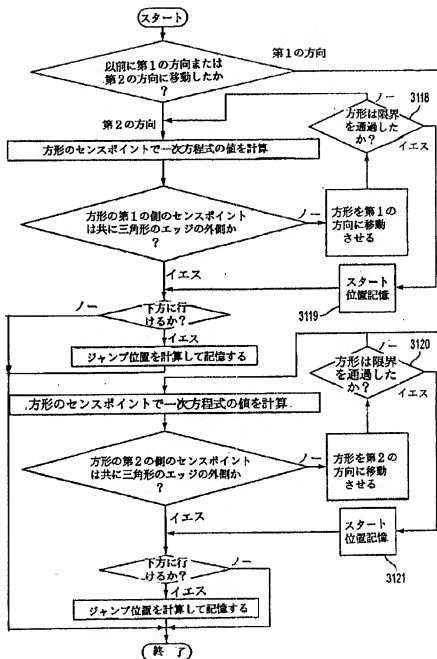 スタート
以前に第1の方向または
第2の方向に移動したか
?
第1の方向
第2の方向
方形のセンスポイントで一次方程式の値を計算
ノー
3118
方形は限界
を通過した
か?
イエス
方形の第1の側のセンスポイント
は共に三角形のエッジの外側か
?
ノー
方形を第1の
方向に移動
させる
イエス
スタート
位置記憶
3119
ノー
下方に行
けるか?
イエス
ジャンプ位置を計算して記憶する
ノー
3120
方形は限界
を通過した
か?
イエス
方形のセンスポイントで一次方程式の値を計算
方形の第2の側のセンスポイント
は共に三角形のエッジの外側か
?
ノー
方形を第2の
方向に移動
させる
イエス
スタート
位置記憶
3121
下方に行
けるか?
ノー
イエス
ジャンプ位置を計算して記憶する
終了